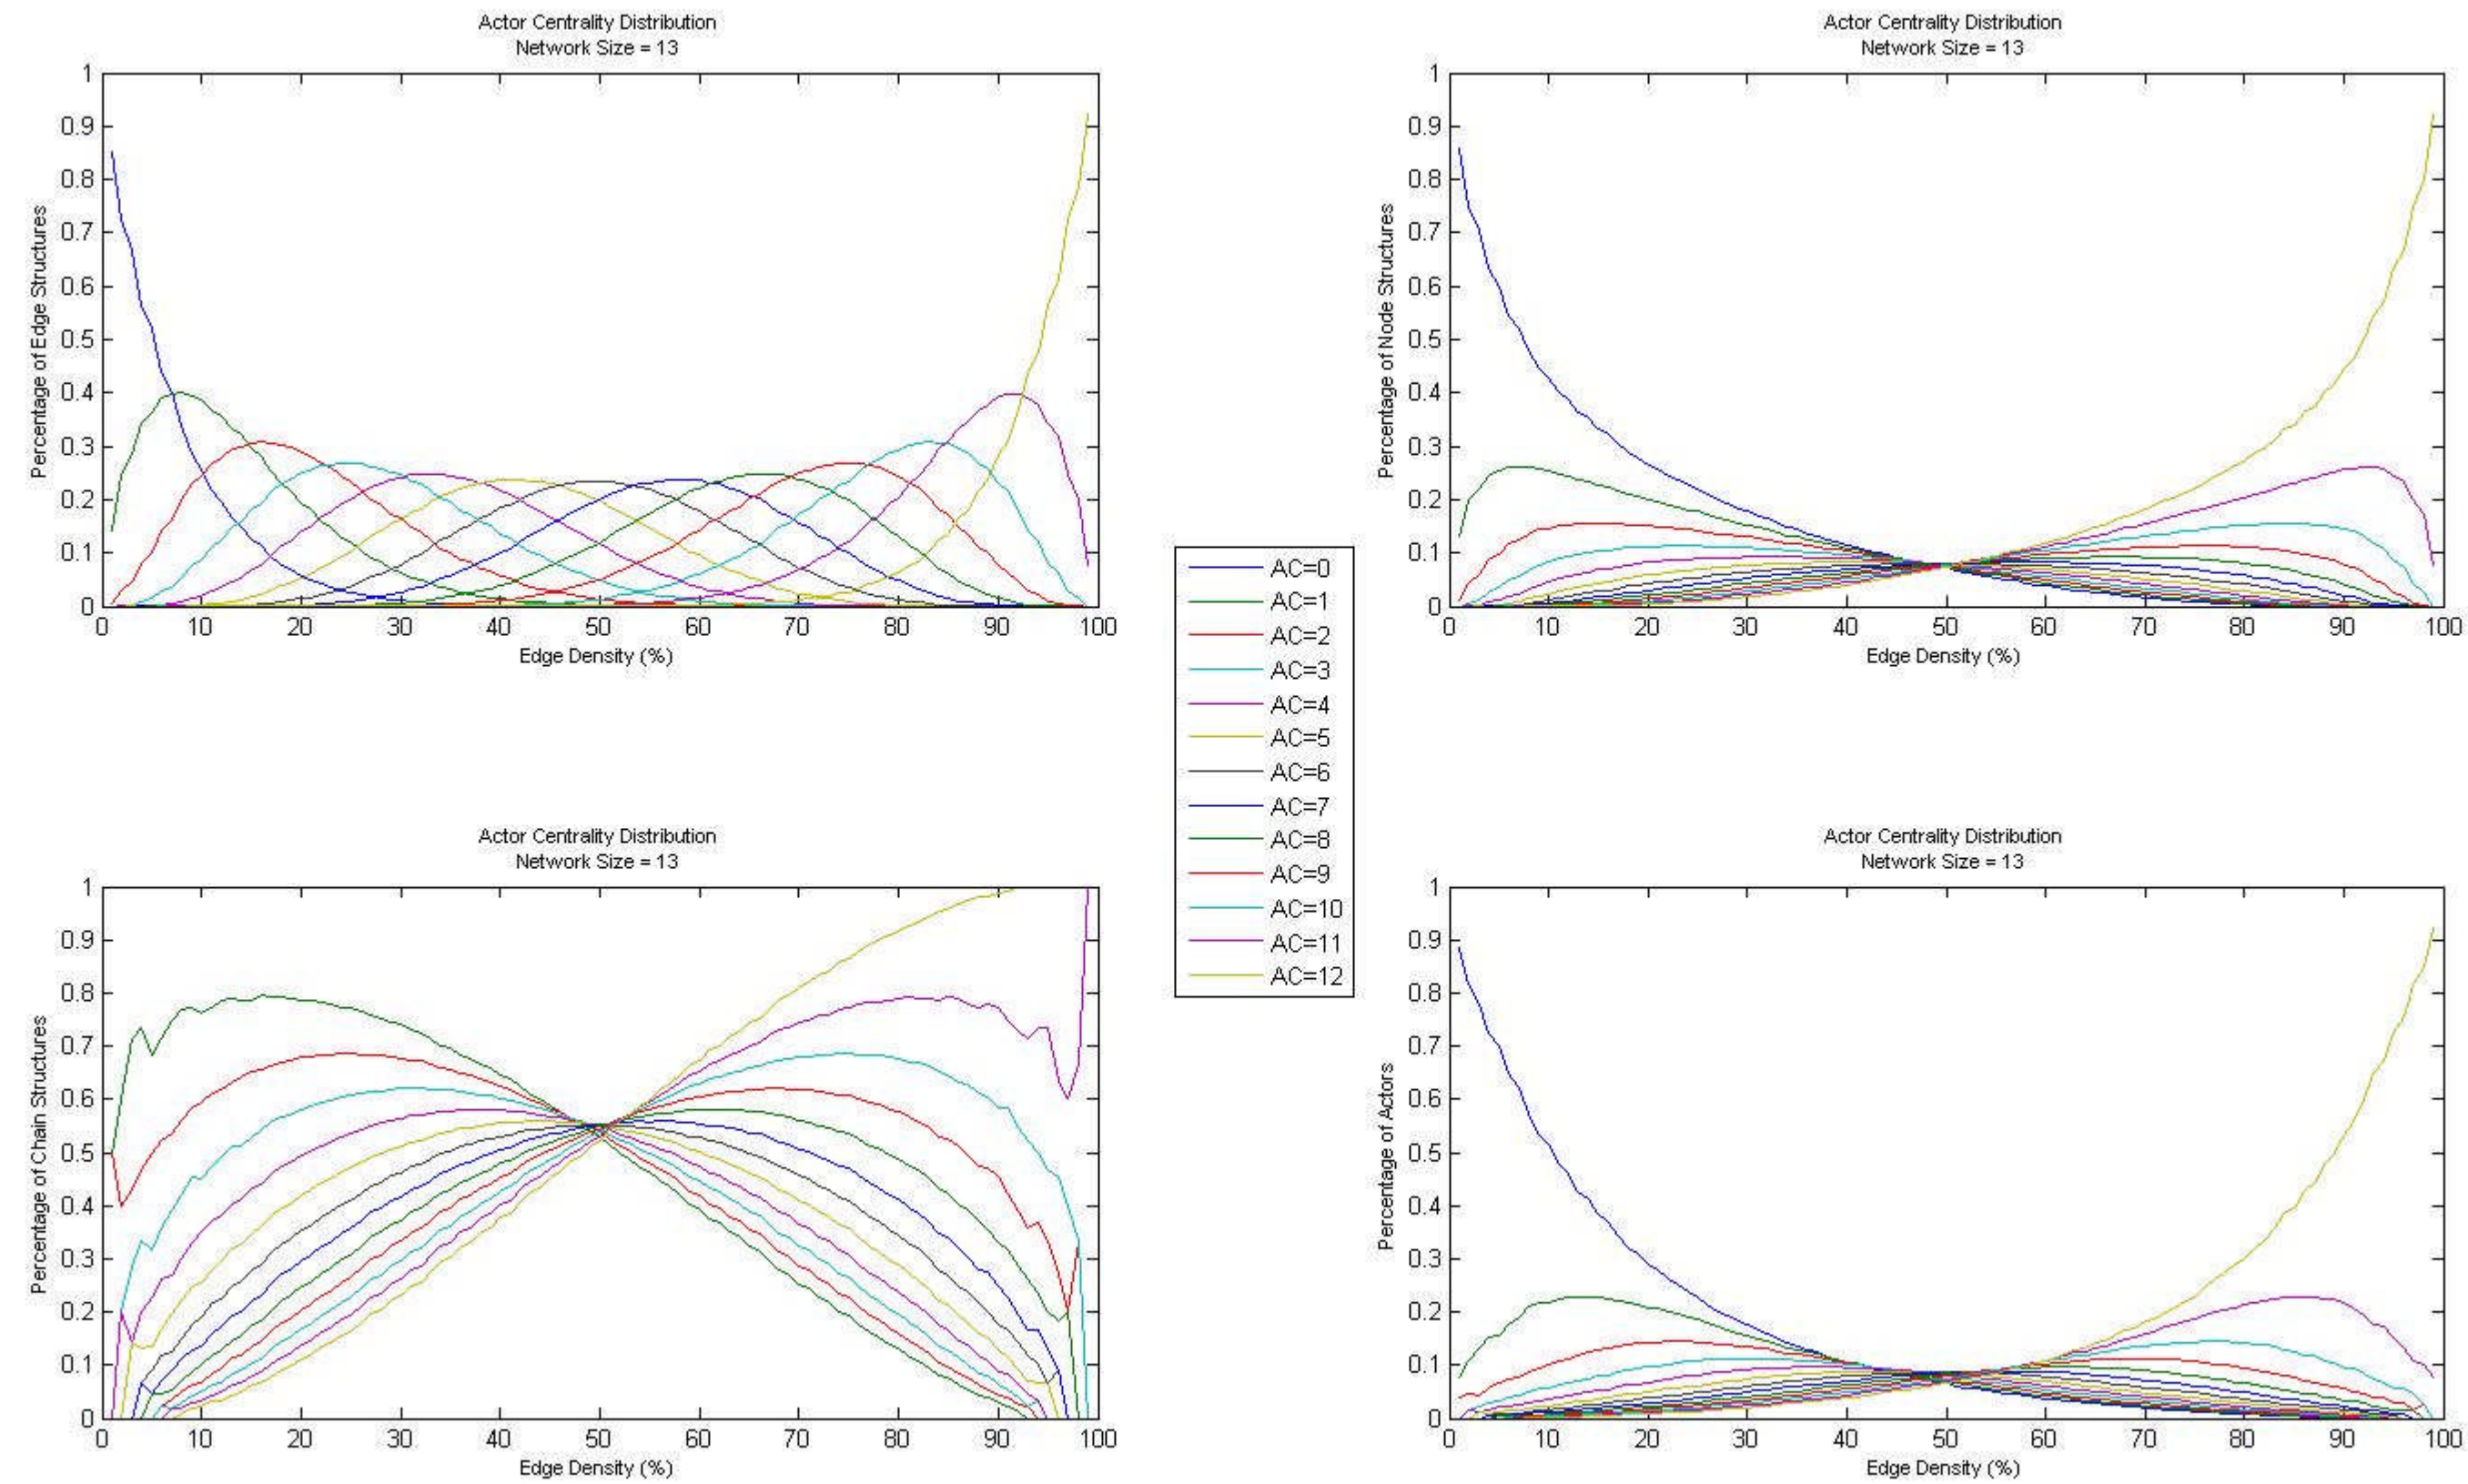 Actor Centrality Distribution
Network Size = 13
1
0.9
0.8
0.7
0.6
0.5
0.4
0.3
0.2
0.1
0
Percentage of Edge Structures
0 10 20 30 40 50 60 70 80 90 100
Edge Density (%)
Actor Centrality Distribution
Network Size = 13
1
0.9
0.8
0.7
0.6
0.5
0.4
0.3
0.2
0.1
0
Percentage of Node Structures
0 10 20 30 40 50 60 70 80 90 100
Edge Density (%)
AC=0
AC=1
AC=2
AC=3
AC=4
AC=5
AC=6
AC=7
AC=8
AC=9
AC=10
AC=11
AC=12
Actor Centrality Distribution
Network Size = 13
1
0.9
0.8
0.7
0.6
0.5
0.4
0.3
0.2
0.1
0
Percentage of Chain Structures
0 10 20 30 40 50 60 70 80 90 100
Edge Density (%)
Actor Centrality Distribution
Network Size = 13
1
0.9
0.8
0.7
0.6
0.5
0.4
0.3
0.2
0.1
0
Percentage of Actors
0 10 20 30 40 50 60 70 80 90 100
Edge Density (%)